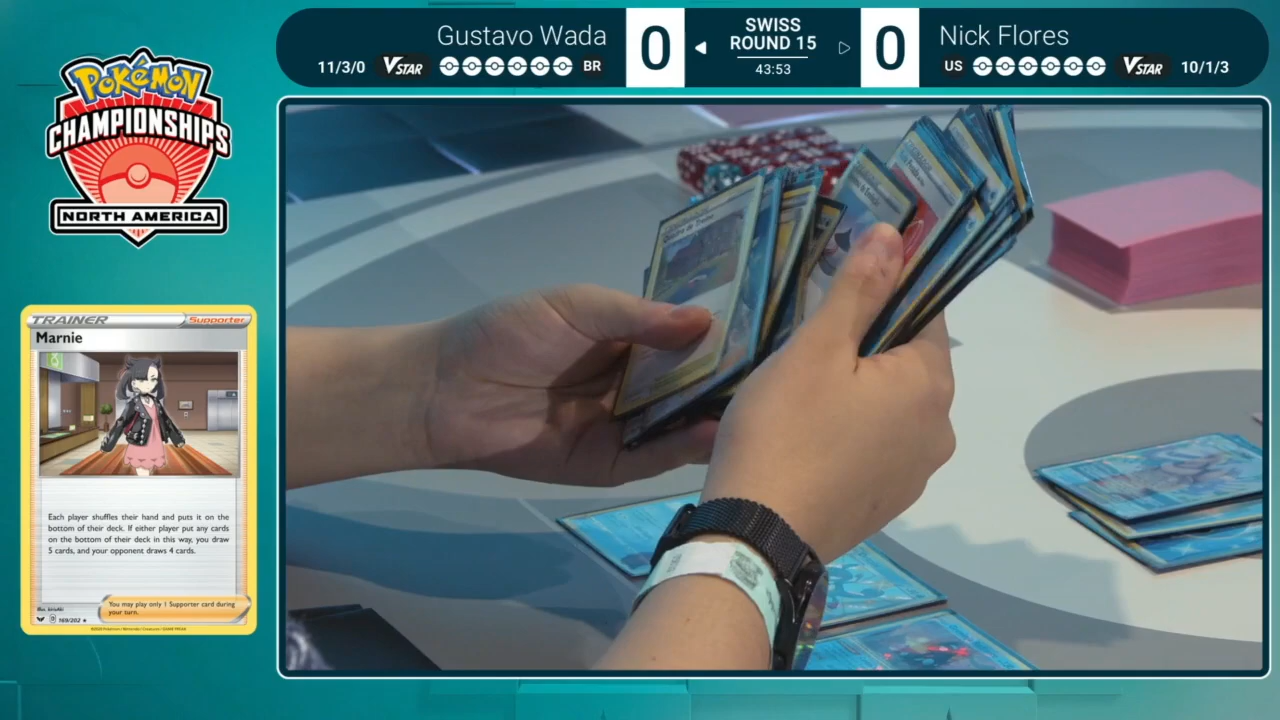 Gustavo Wada
0
SWISS
ROUND 15
43:53
0
Nick Flores
11/3/0
VSTAR
BR
US
VSTAR
10/1/3
Pokémon
CHAMPIONSHIPS
NORTH AMERICA
TRAINER
Supporter
Marnie
Each player shuffles their hand and puts it on the
bottom of their deck. If either player put any cards
on the bottom of their deck in this way, you draw
5 cards, and your opponent draws 4 cards.
You may play only 1 Supporter card during
your turn.
169/202